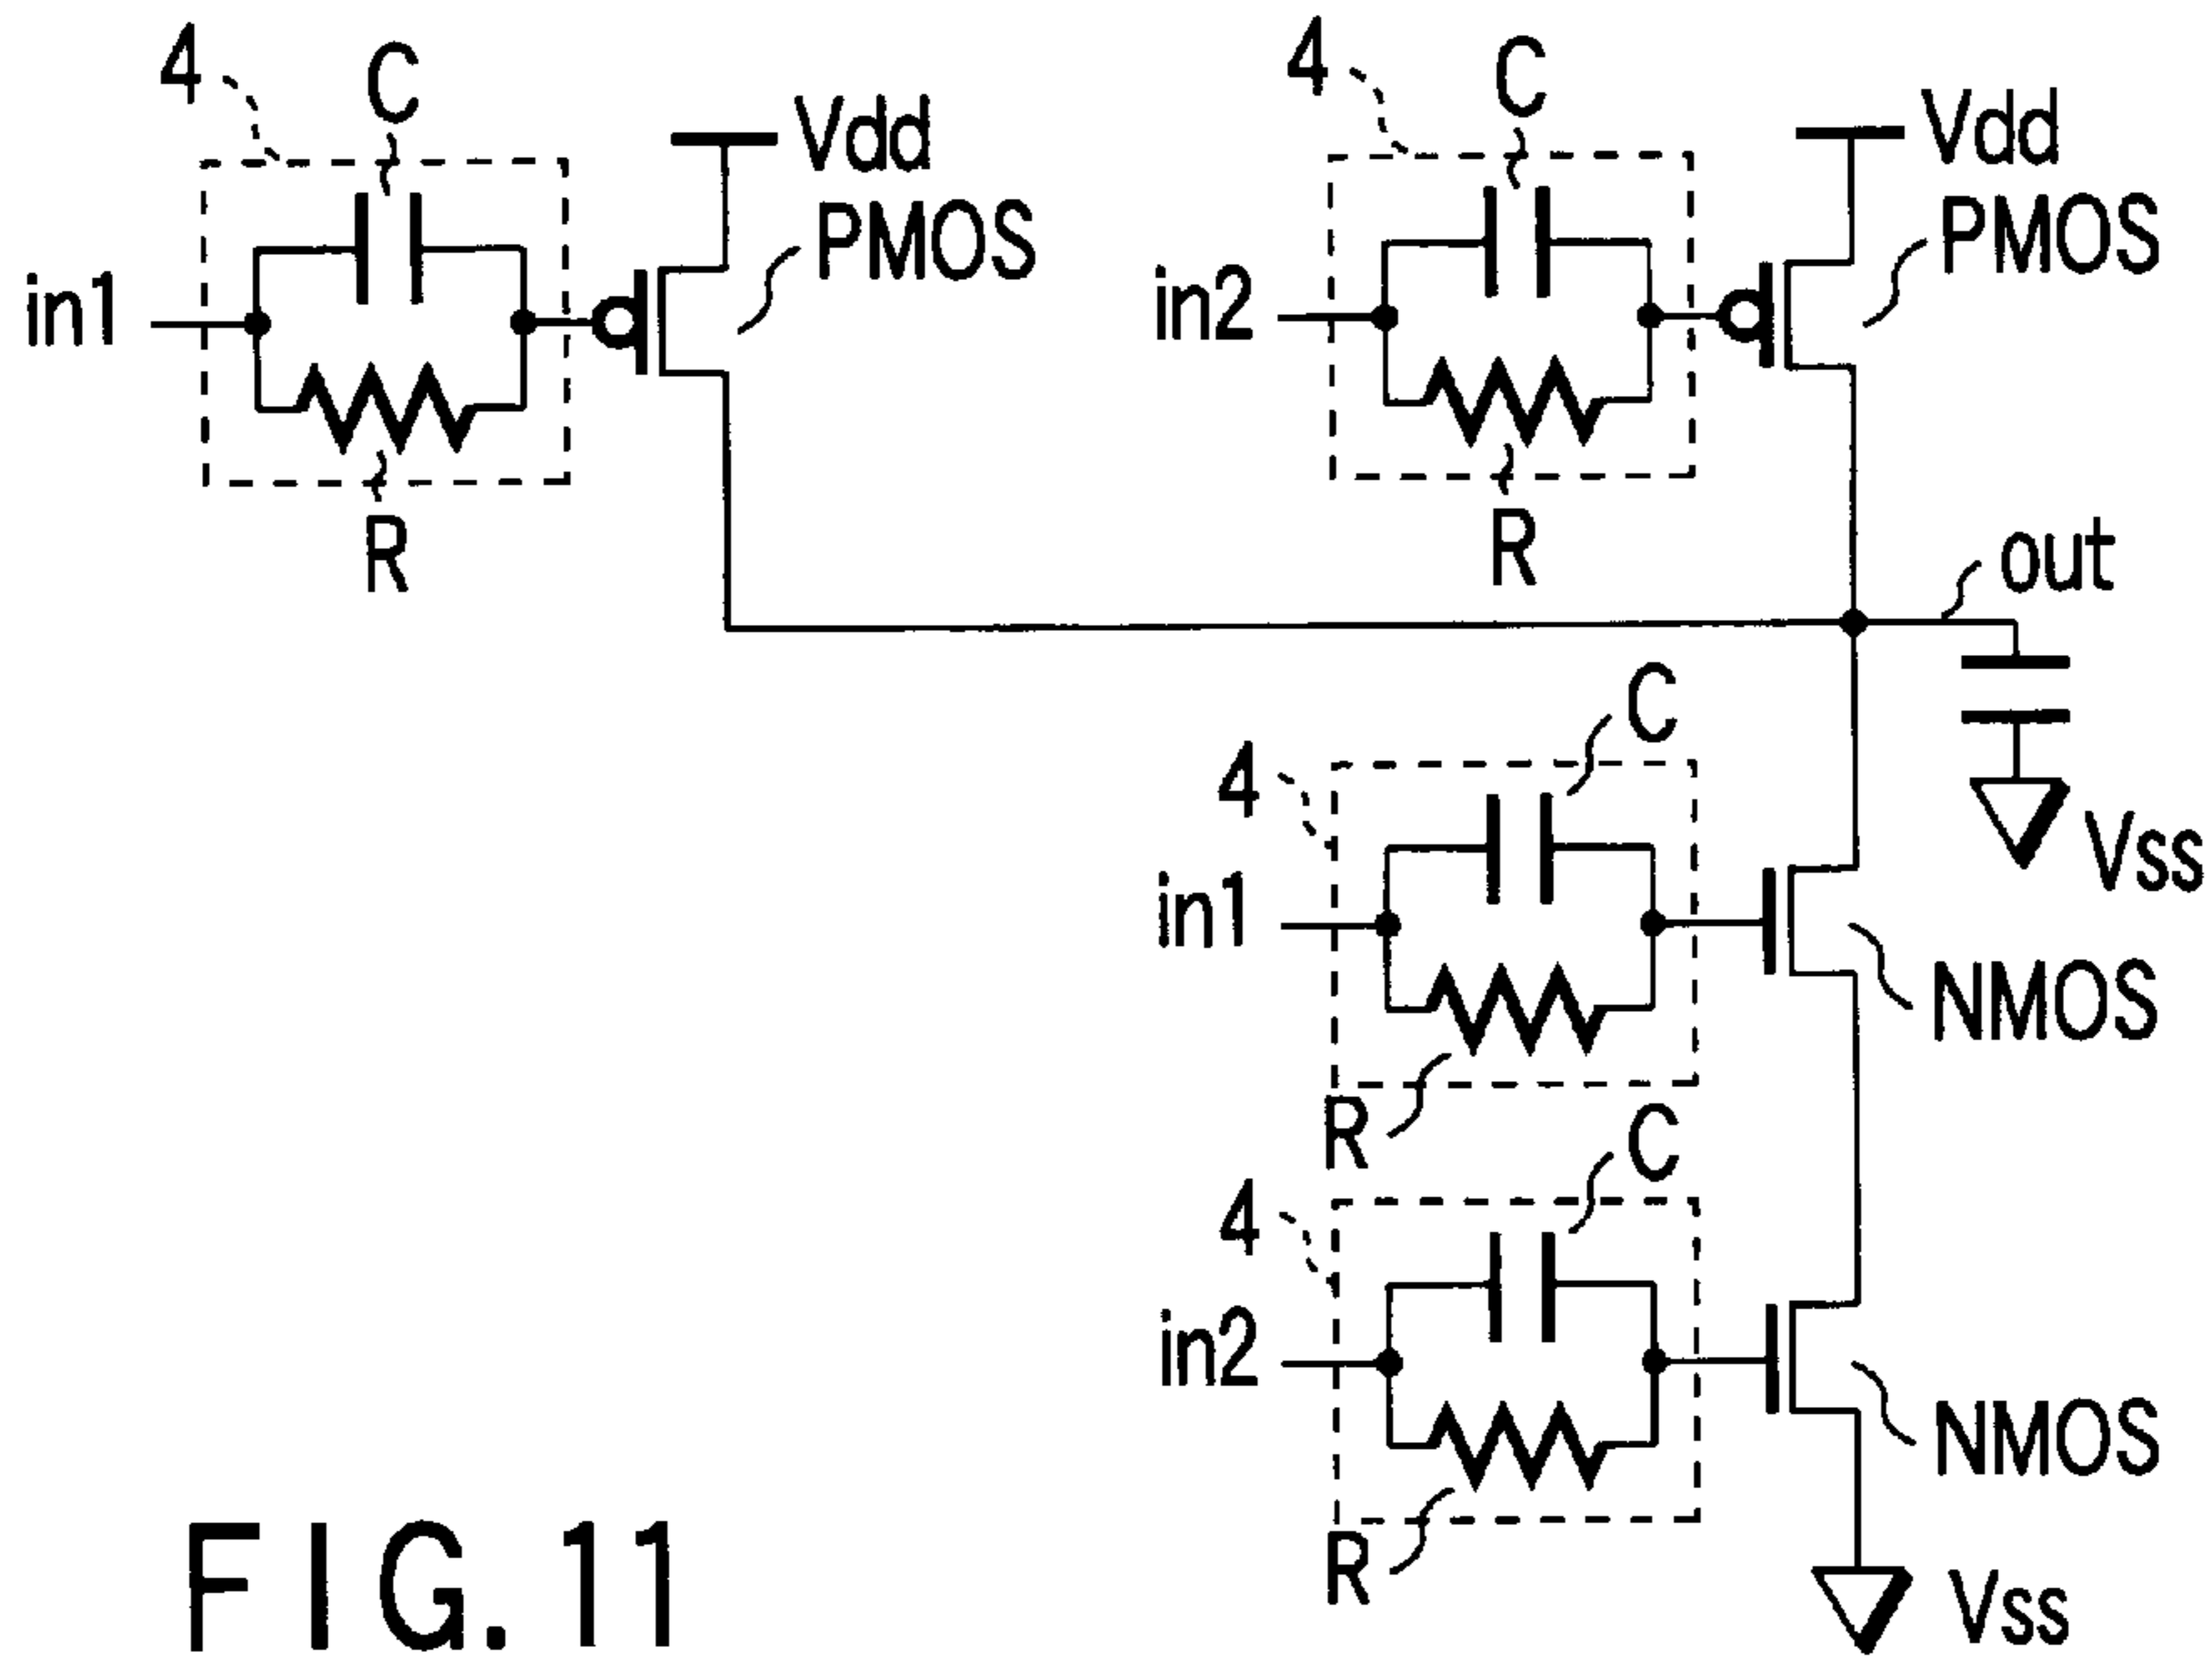 4
C
Vdd
PMOS
in1
R
4
C
Vdd
PMOS
in2
R
out
Vss
4
C
in1
NMOS
R
4
C
in2
NMOS
R
Vss
FIG. 11